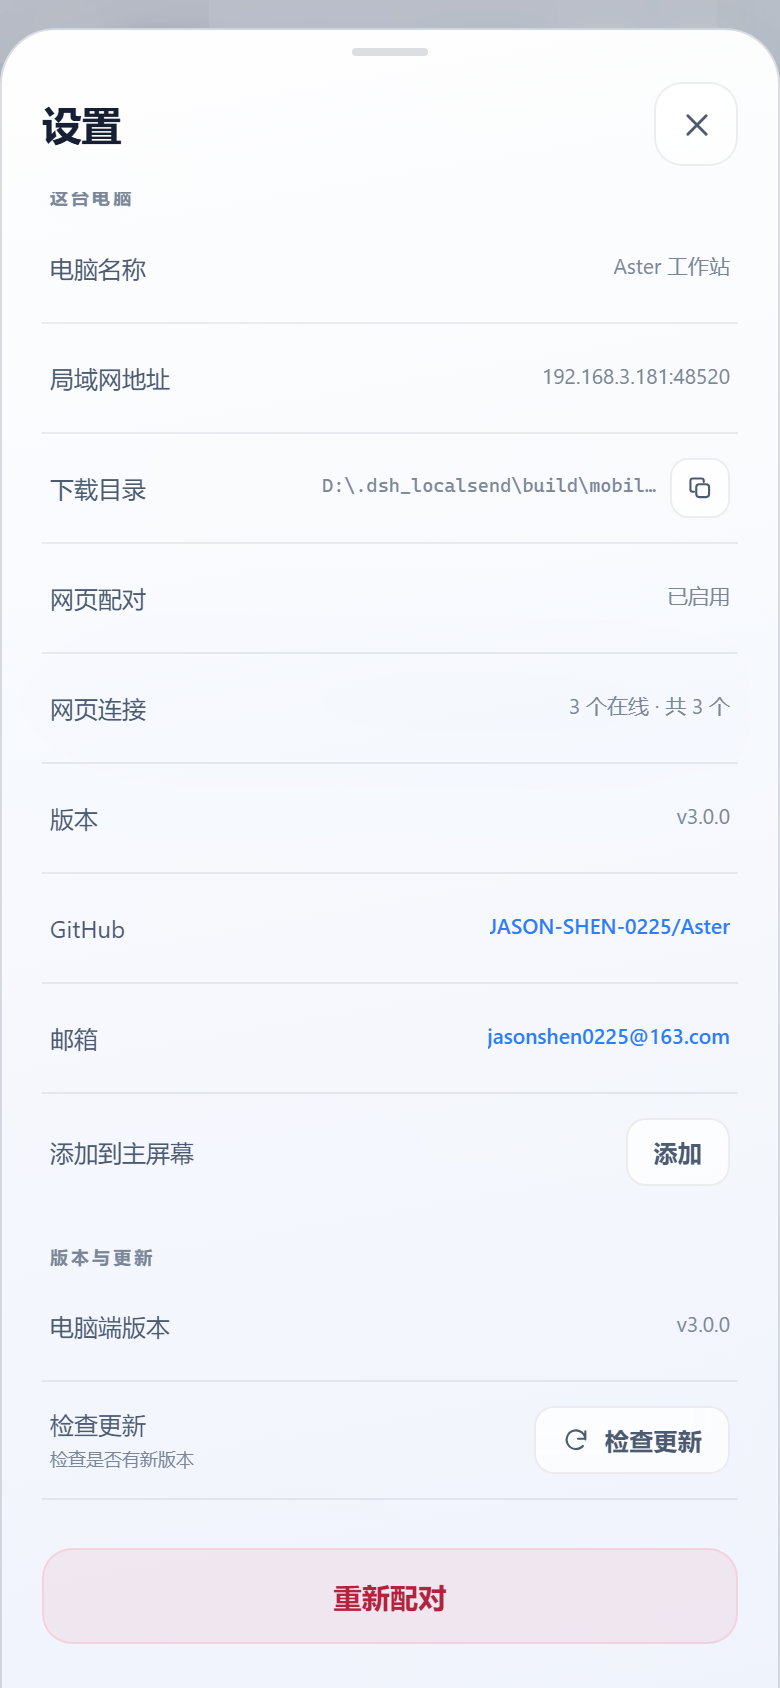 设置
这台电脑
电脑名称
Aster 工作站
局域网地址
192.168.3.181:48520
下载目录
D:\.dsh_localsend\build\mobil…
网页配对
已启用
网页连接
3 个在线 · 共 3 个
版本
v3.0.0
GitHub
JASON-SHEN-0225/Aster
邮箱
jasonshen0225@163.com
添加到主屏幕
添加
版本与更新
电脑端版本
v3.0.0
检查更新
检查是否有新版本
检查更新
重新配对